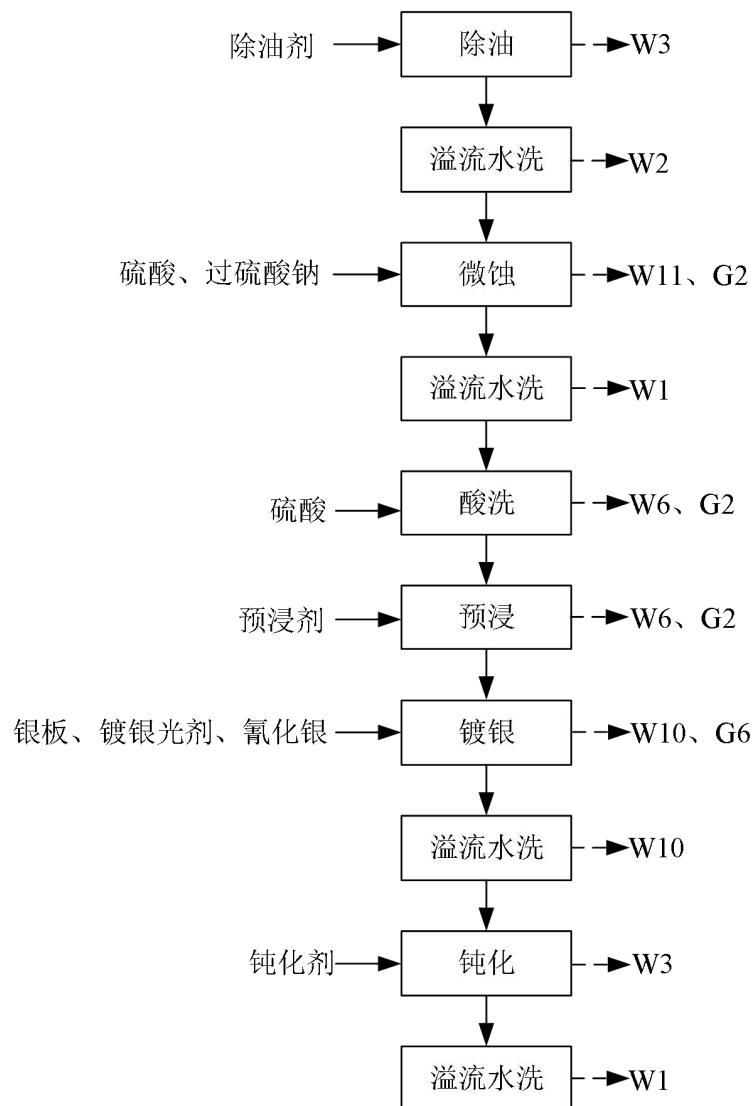 除油剂 除油 W3
溢流水洗 W2
硫酸、过硫酸钠 微蚀 W11、G2
溢流水洗 W1
硫酸 酸洗 W6、G2
预浸剂 预浸 W6、G2
银板、镀银光剂、氰化银 镀银 W10、G6
溢流水洗 W10
钝化剂 钝化 W3
溢流水洗 W1